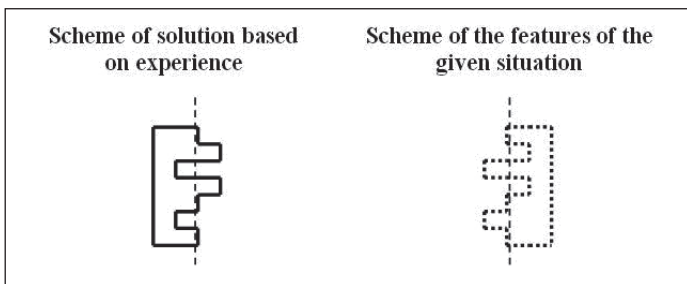 Scheme of solution based
on experience
Scheme of the features of the
given situation